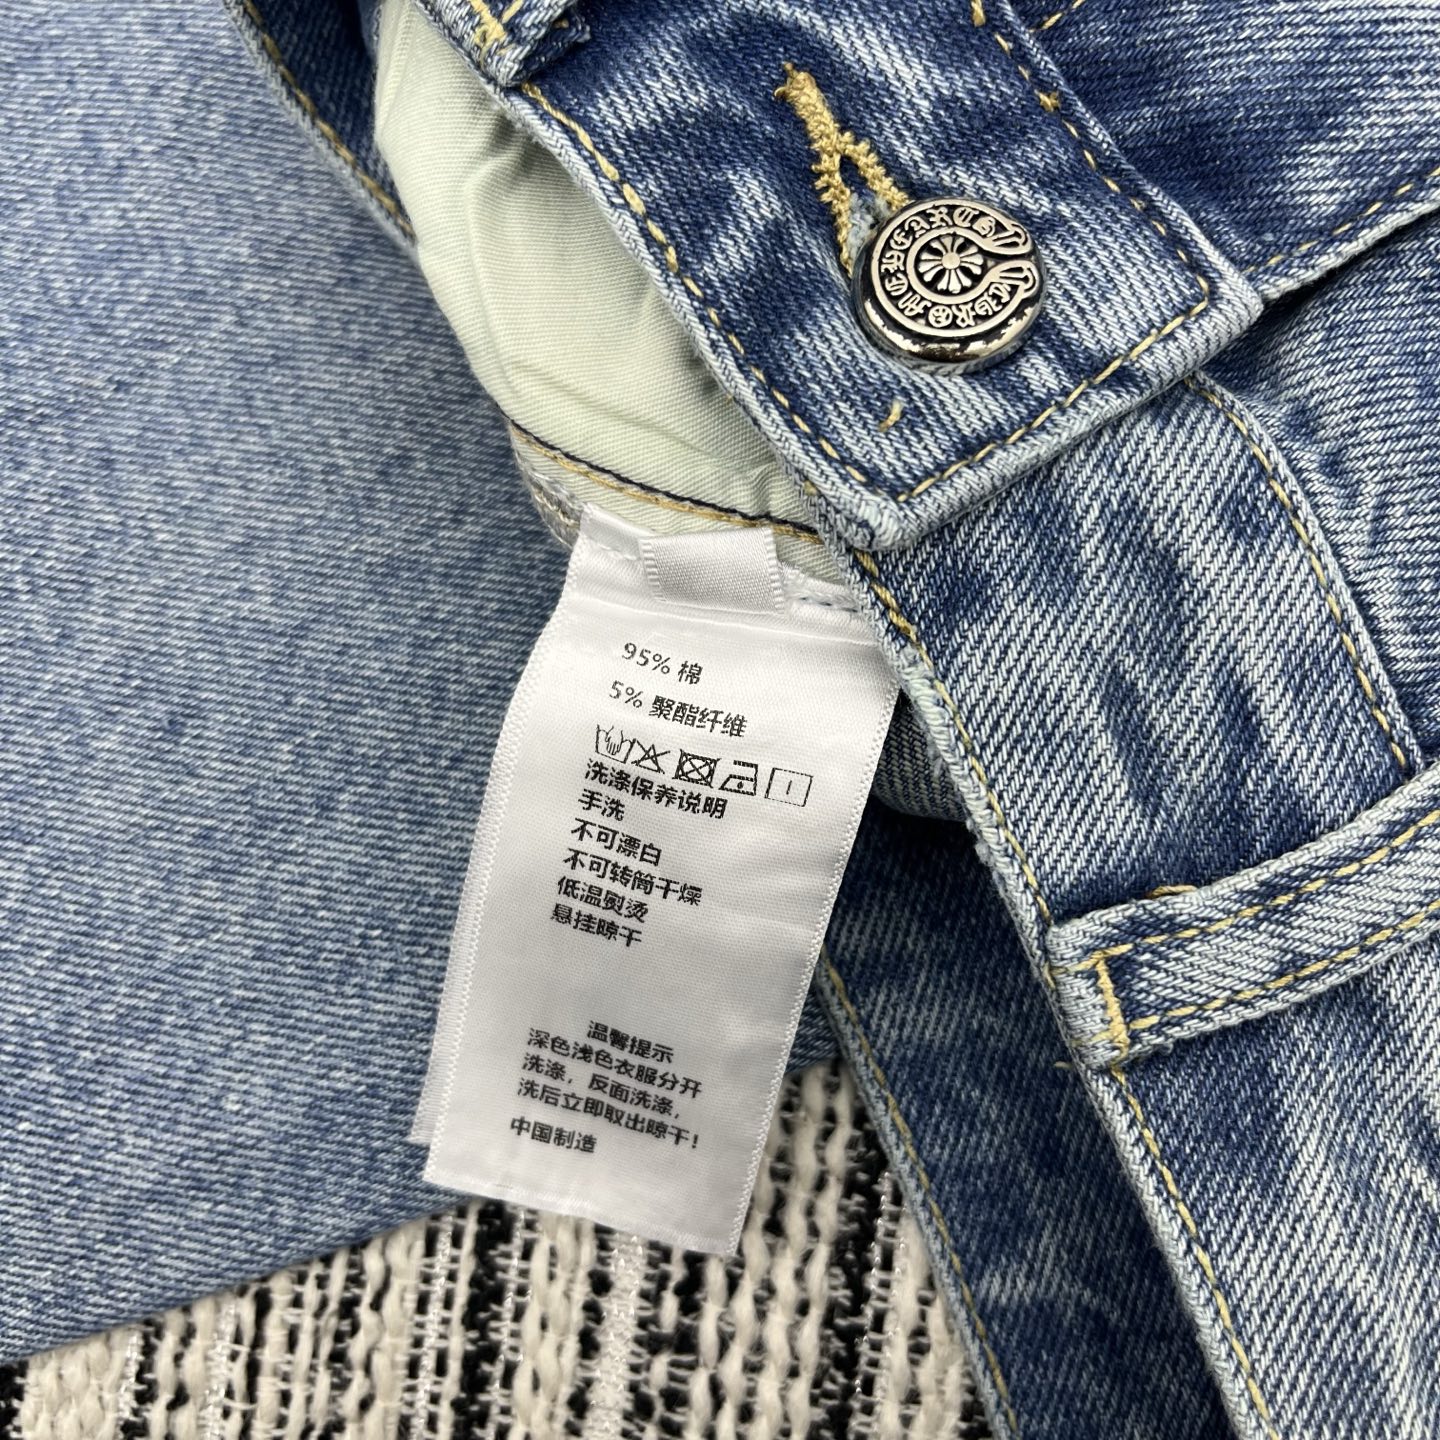 95% 棉
5% 聚酯纤维
洗涤保养说明
手洗
不可漂白
不可转筒干燥
低温熨烫
悬挂晾干
温馨提示
深色浅色衣服分开
洗涤，反面洗涤，
洗后立即取出晾干！
中国制造